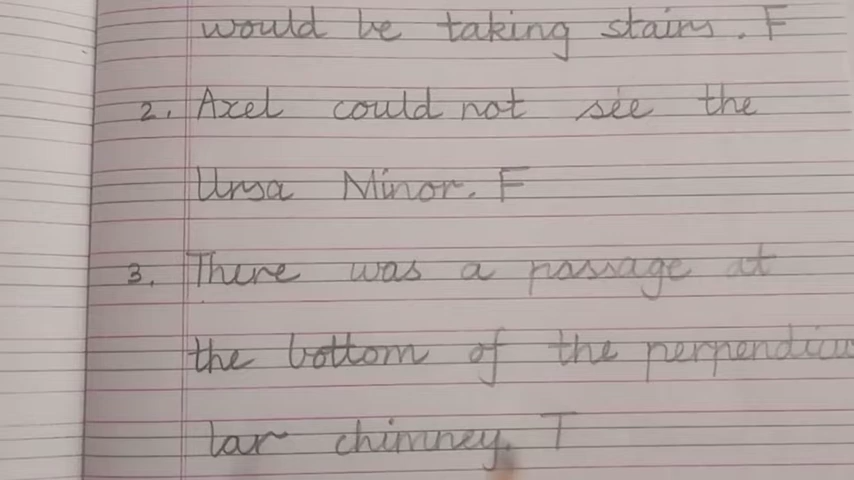 would be taking stairs. F
2. Axel could not see the
Ursa Minor. F
3. There was a passage at
the bottom of the perpendicu
lar chimney. T